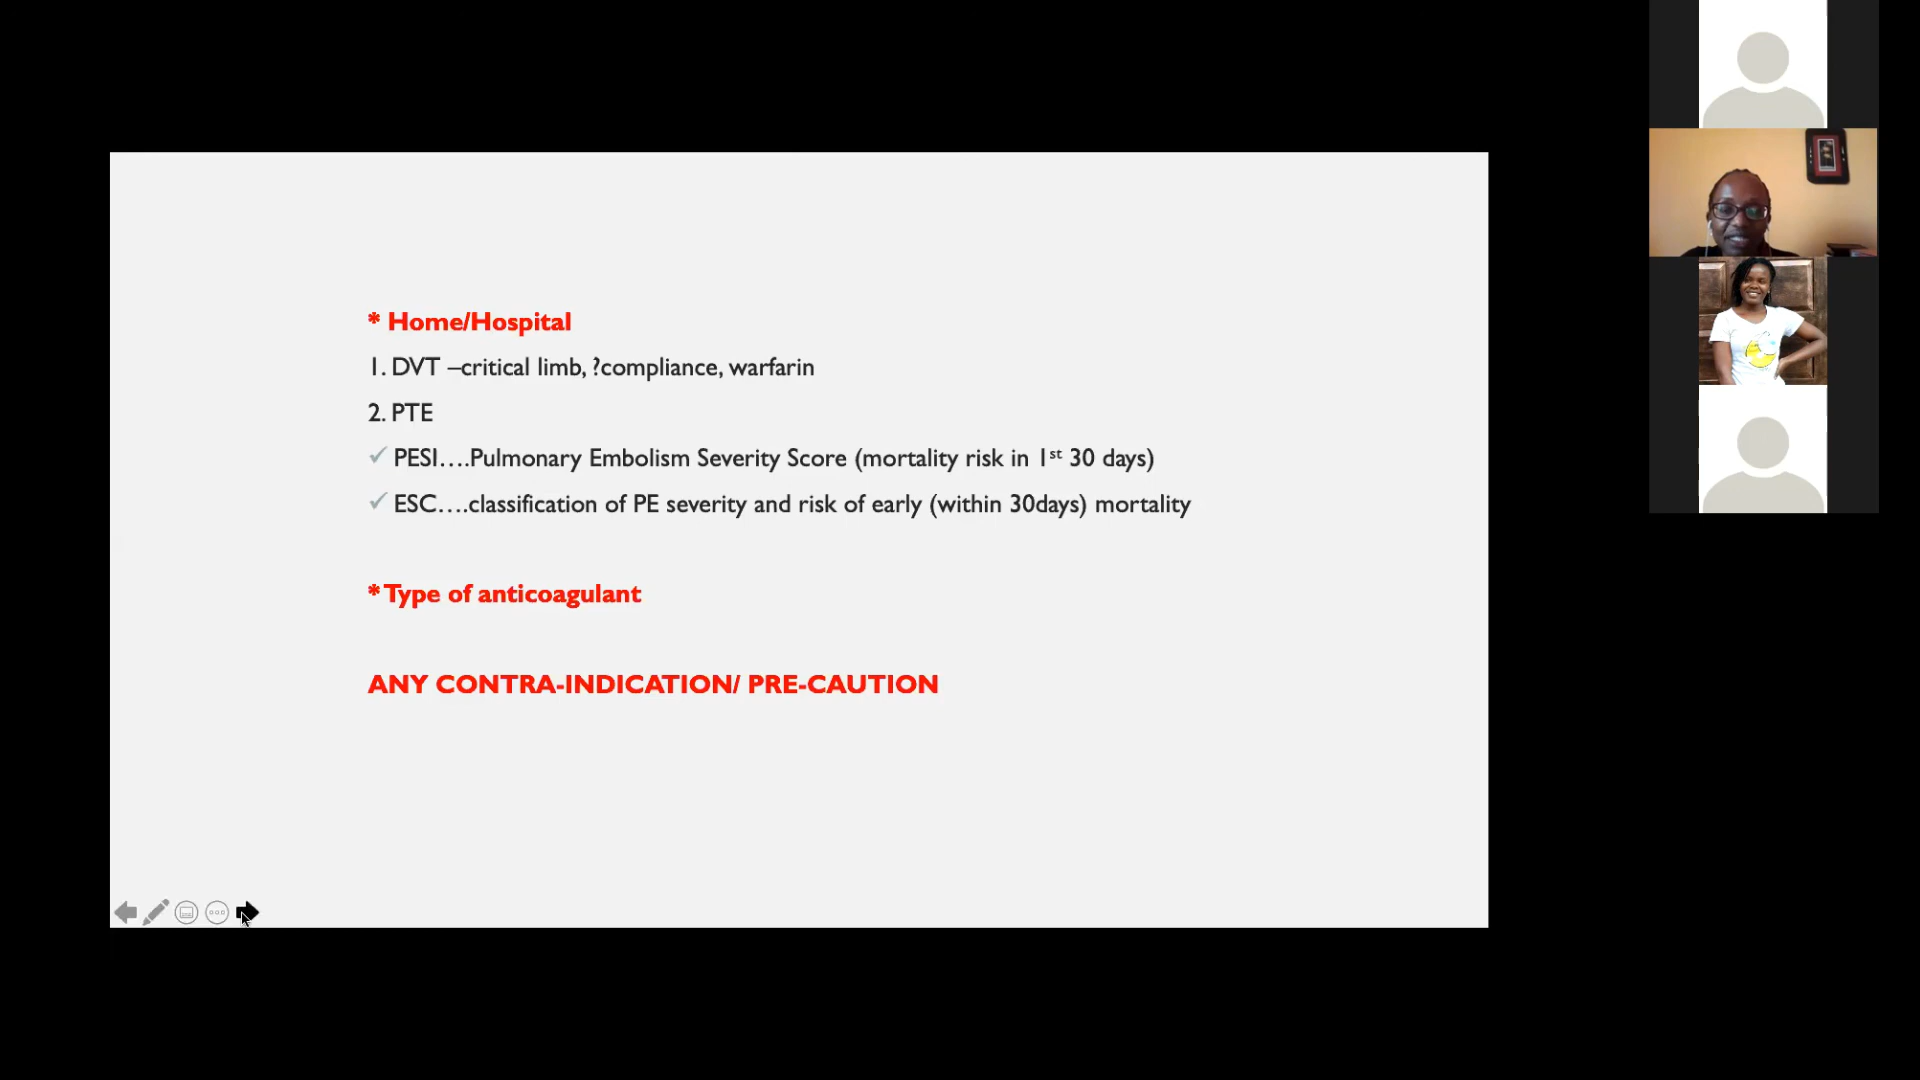 * Home/Hospital
1. DVT –critical limb, ?compliance, warfarin
2. PTE
✓ PESI….Pulmonary Embolism Severity Score (mortality risk in 1st 30 days)
✓ ESC….classification of PE severity and risk of early (within 30days) mortality
* Type of anticoagulant
ANY CONTRA-INDICATION/ PRE-CAUTION